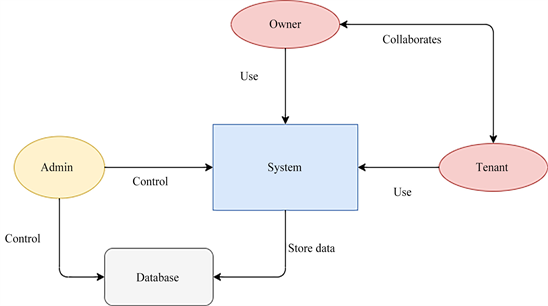 Owner
Collaborates
Use
Admin
System
Tenant
Control
Use
Control
Store data
Database